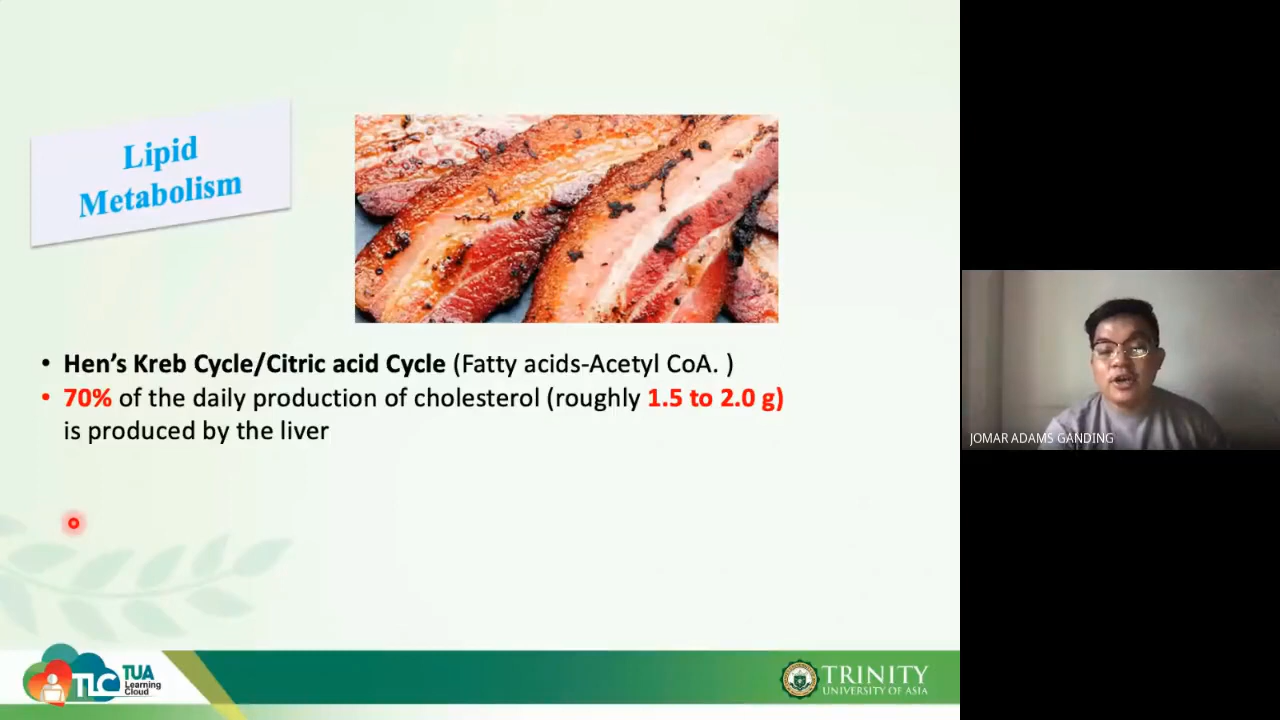 Lipid
Metabolism
• Hen's Kreb Cycle/Citric acid Cycle (Fatty acids-Acetyl CoA. )
• 70% of the daily production of cholesterol (roughly 1.5 to 2.0 g)
is produced by the liver
JOMAR ADAMS GANDING
TLC TUA
Learning
Cloud
TRINITY
UNIVERSITY OF ASIA